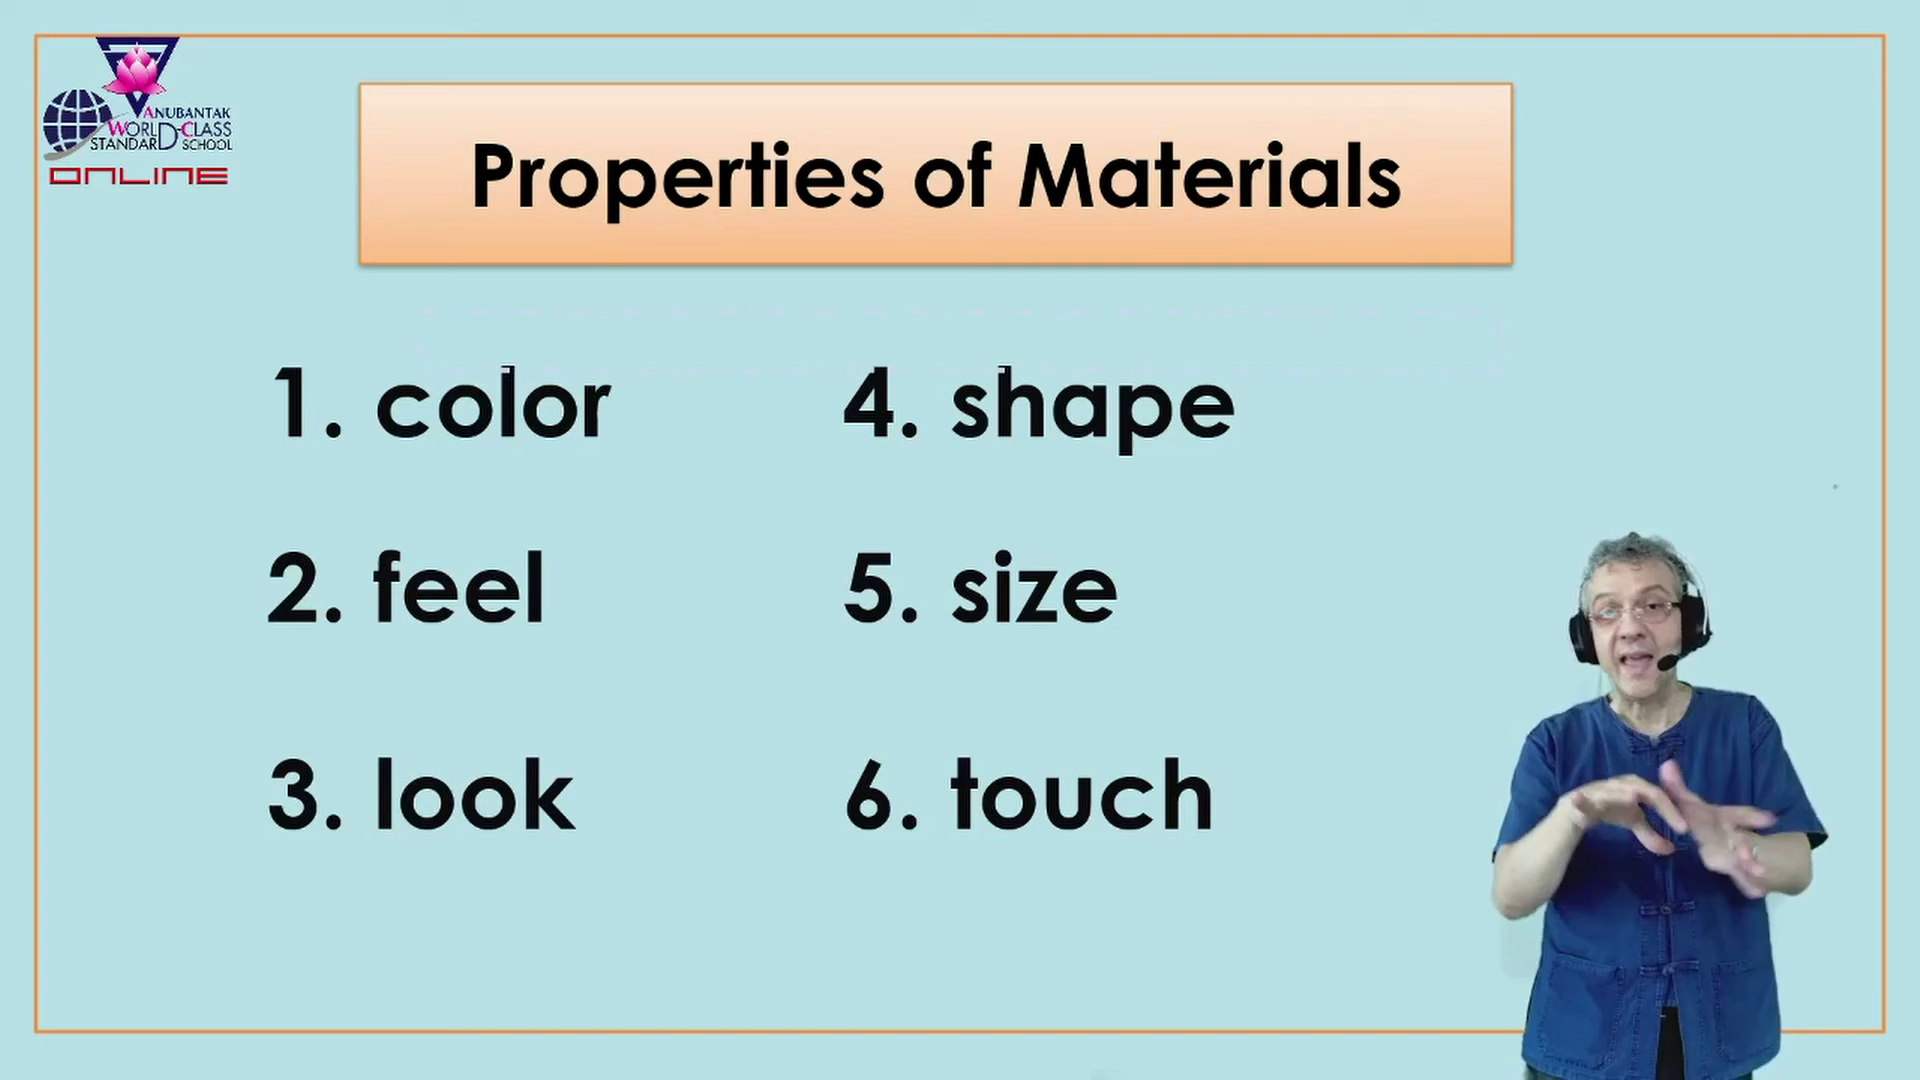 ANUBANTAK
WORLD-CLASS
STANDARD SCHOOL
ONLINE
Properties of Materials
1. color
2. feel
3. look
4. shape
5. size
6. touch